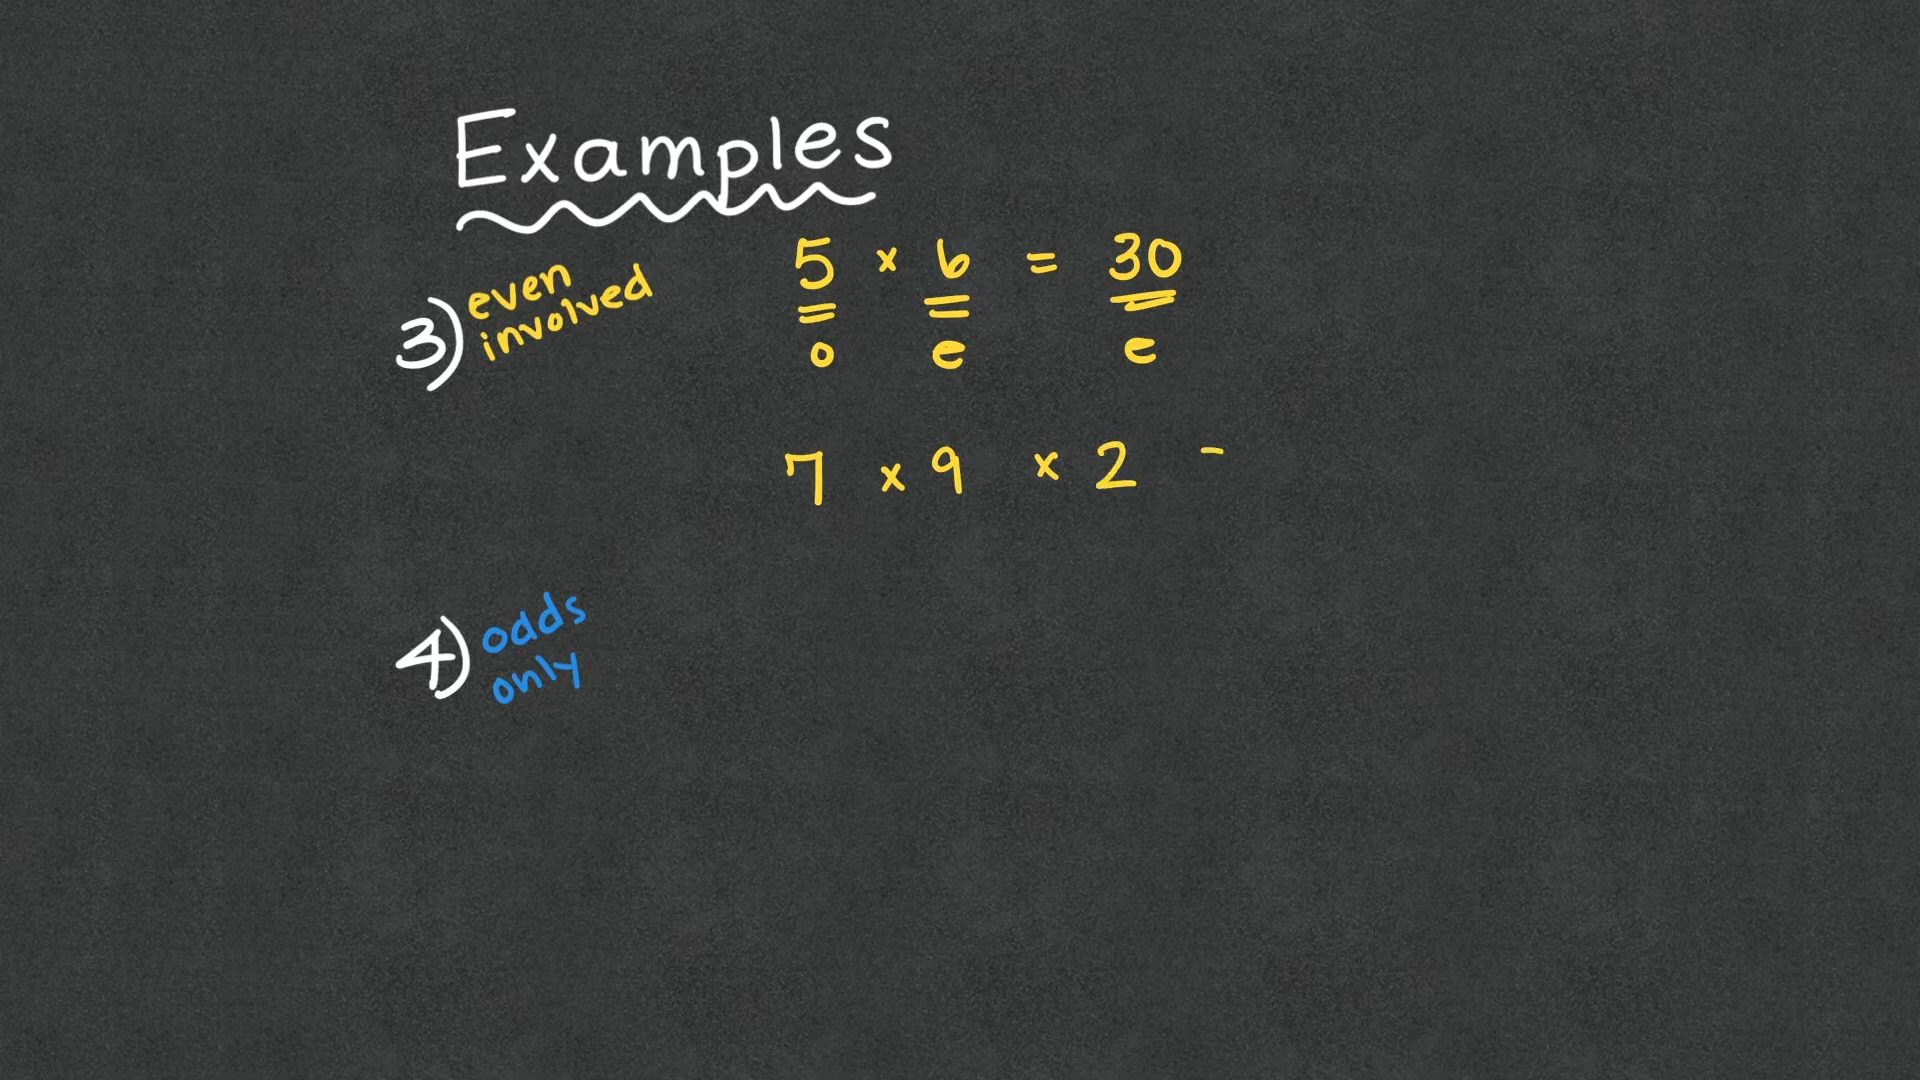 Examples
3) even involved
5 × 6 = 30
o e e
7 × 9 × 2 -
4) odds only